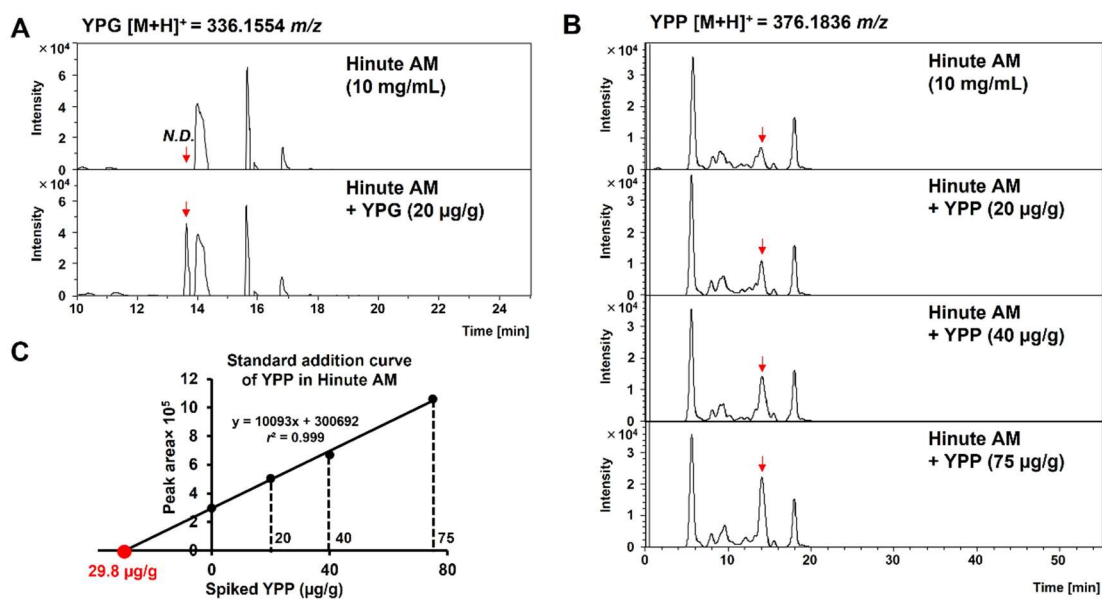 A
YPG [M+H]⁺ = 336.1554 m/z
× 10⁴
6
4
2
0
Intensity
N.D.
Hinute AM
(10 mg/mL)
× 10⁴
6
4
2
0
Intensity
Hinute AM
+ YPG (20 µg/g)
10 12 14 16 18 20 22 24
Time [min]
B
YPP [M+H]⁺ = 376.1836 m/z
× 10⁴
3
2
1
0
Intensity
Hinute AM
(10 mg/mL)
× 10⁴
3
2
1
0
Intensity
Hinute AM
+ YPP (20 µg/g)
× 10⁴
3
2
1
0
Intensity
Hinute AM
+ YPP (40 µg/g)
× 10⁴
3
2
1
0
Intensity
Hinute AM
+ YPP (75 µg/g)
0 10 20 30 40 50
Time [min]
C
Standard addition curve
of YPP in Hinute AM
y = 10093x + 300692
r² = 0.999
Peak area× 10⁵
12
10
8
6
4
2
0
20 40 75
29.8 µg/g
0 40 80
Spiked YPP (µg/g)